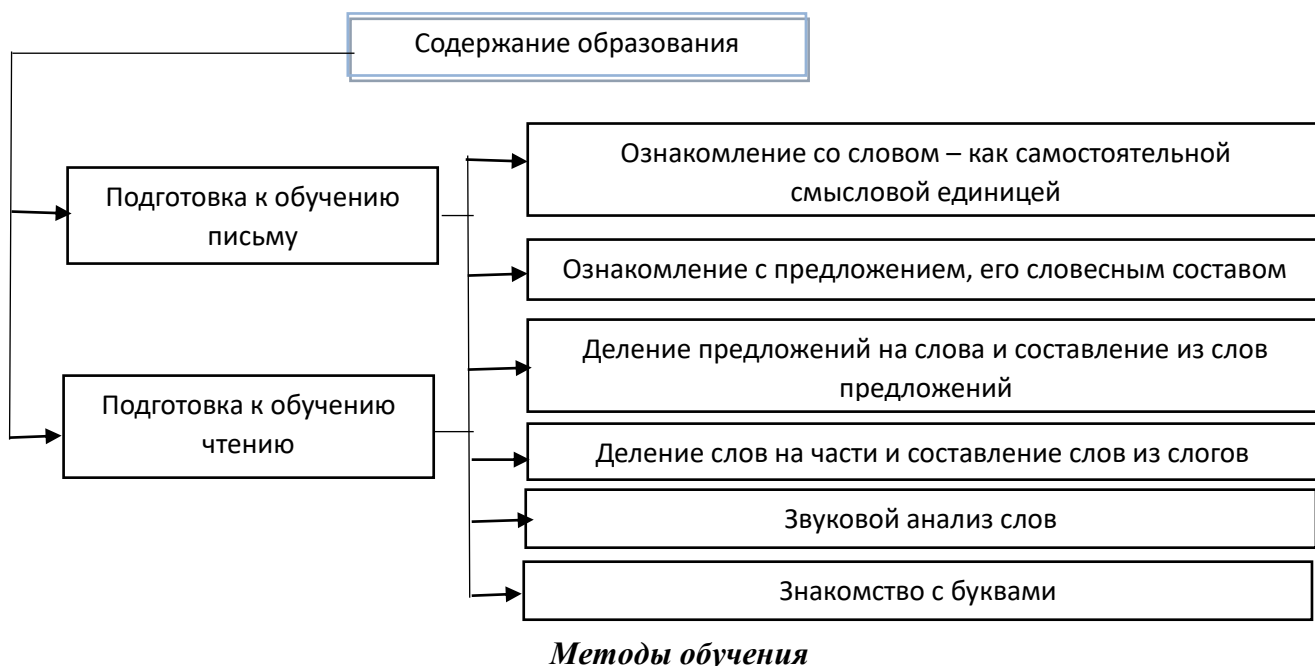 Содержание образования
Подготовка к обучению
письму
Подготовка к обучению
чтению
Ознакомление со словом – как самостоятельной
смысловой единицей
Ознакомление с предложением, его словесным составом
Деление предложений на слова и составление из слов
предложений
Деление слов на части и составление слов из слогов
Звуковой анализ слов
Знакомство с буквами
Методы обучения